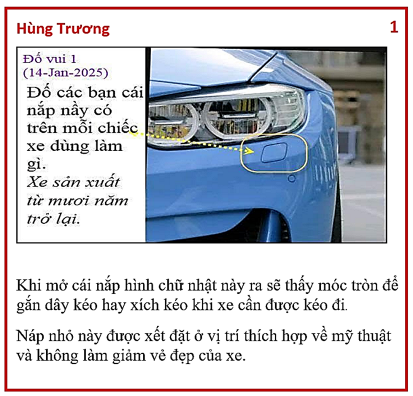 Hùng Trương
1
Đố vui 1
(14-Jan-2025)
Đố các bạn cái
nắp nầy có
trên mỗi chiếc
xe dùng làm
gì.
Xe sản xuất
từ mươi năm
trở lại.
Khi mở cái nắp hình chữ nhật này ra sẽ thấy móc tròn để
gắn dây kéo hay xích kéo khi xe cần được kéo đi.
Náp nhỏ này được xét đặt ở vị trí thích hợp về mỹ thuật
và không làm giảm vẻ đẹp của xe.